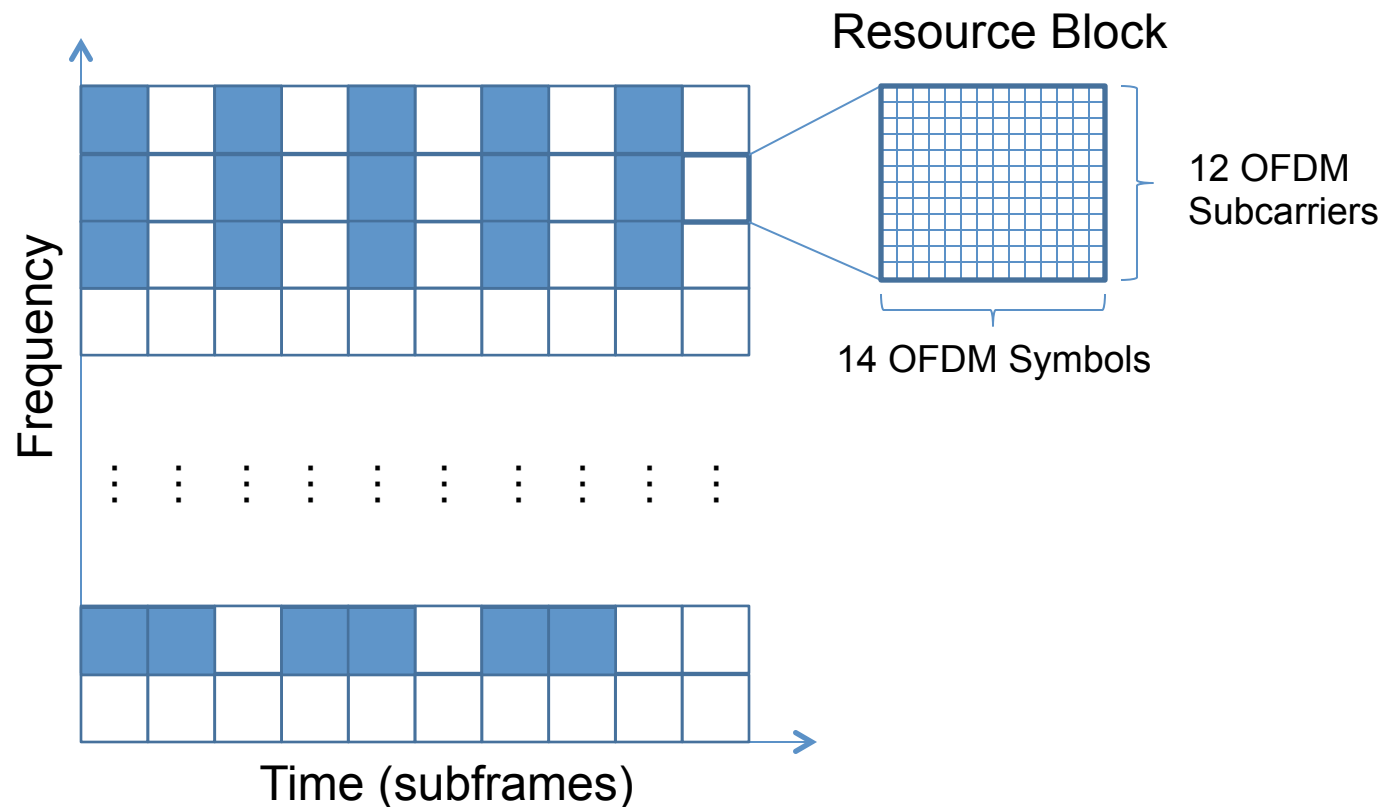 Resource Block
12 OFDM
Subcarriers
14 OFDM Symbols
Frequency
Time (subframes)